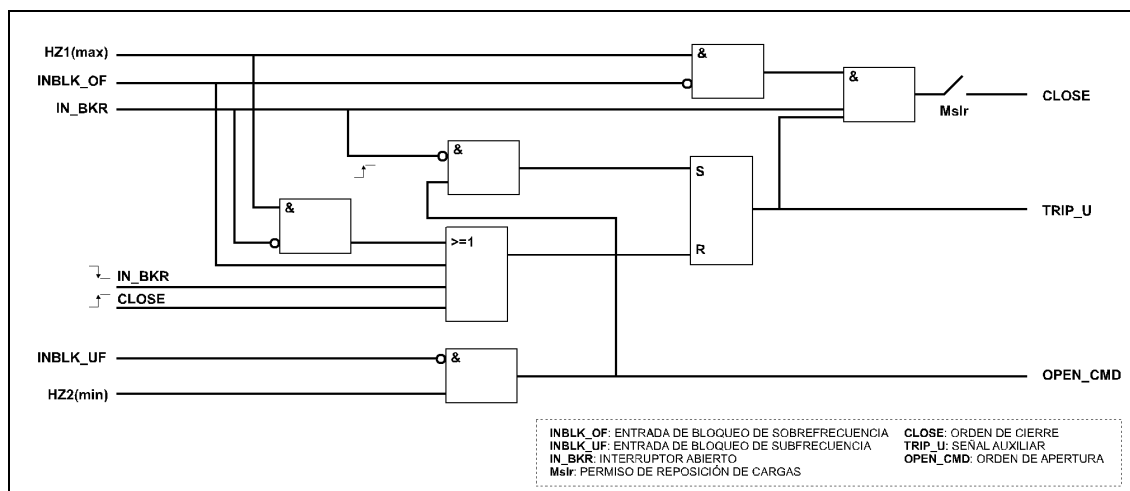 HZ1(max)
&
INBLK_OF
&
IN_BKR
CLOSE
Mslr
&
S
&
TRIP_U
>=1
R
IN_BKR
CLOSE
INBLK_UF
&
OPEN_CMD
HZ2(min)
INBLK_OF: ENTRADA DE BLOQUEO DE SOBREFRECUENCIA
INBLK_UF: ENTRADA DE BLOQUEO DE SUBFRECUENCIA
IN_BKR: INTERRUPTOR ABIERTO
Mslr: PERMISO DE REPOSICIÓN DE CARGAS
CLOSE: ORDEN DE CIERRE
TRIP_U: SEÑAL AUXILIAR
OPEN_CMD: ORDEN DE APERTURA